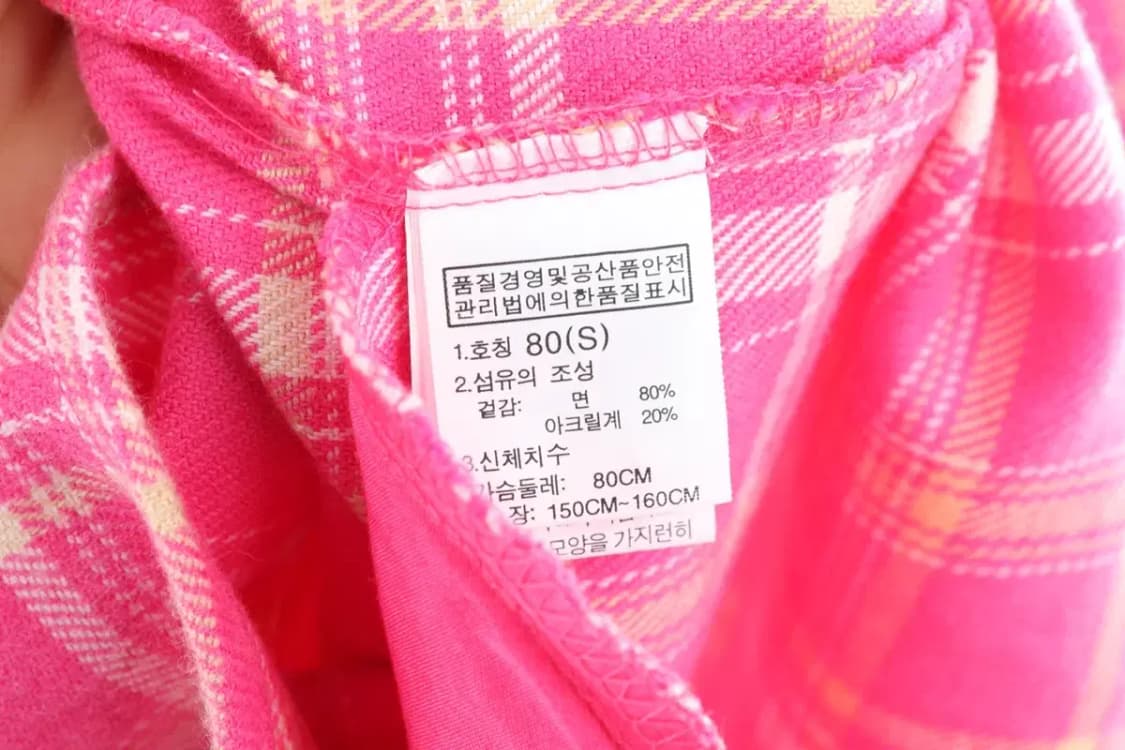 품질경영및공산품안전
관리법에의한품질표시
1.호칭 80(S)
2.섬유의 조성
겉감: 면 80%
아크릴계 20%
3.신체치수
가슴둘레: 80CM
장: 150CM~160CM
모양을 가지런히